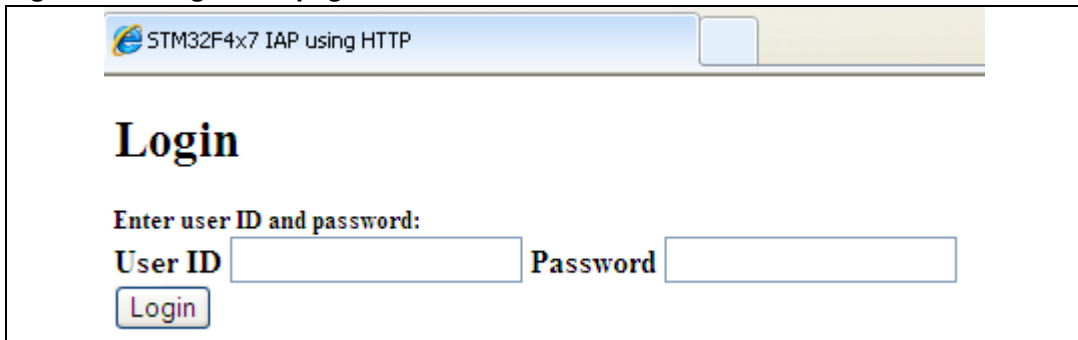 STM32F4x7 IAP using HTTP
Login
Enter user ID and password:
User ID Password
Login